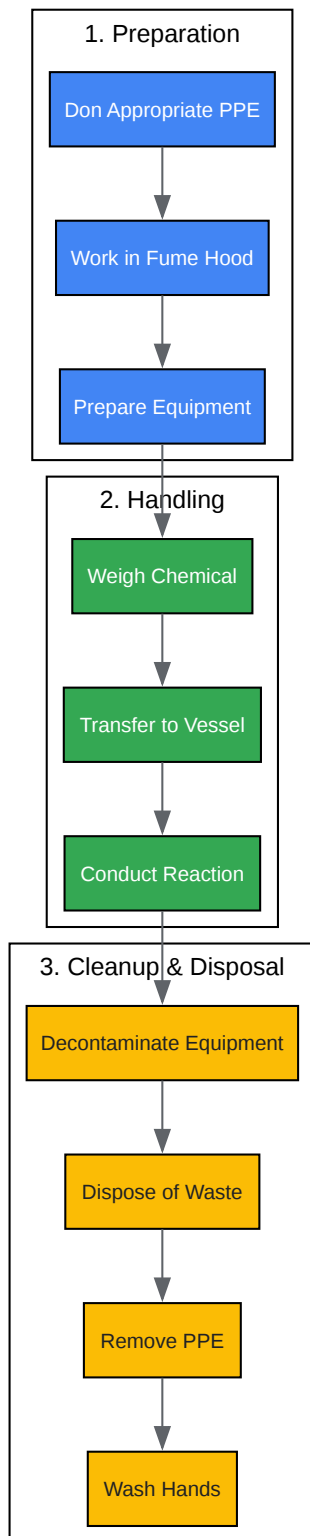 1. Preparation
Don Appropriate PPE
Work in Fume Hood
Prepare Equipment
2. Handling
Weigh Chemical
Transfer to Vessel
Conduct Reaction
3. Cleanup & Disposal
Decontaminate Equipment
Dispose of Waste
Remove PPE
Wash Hands